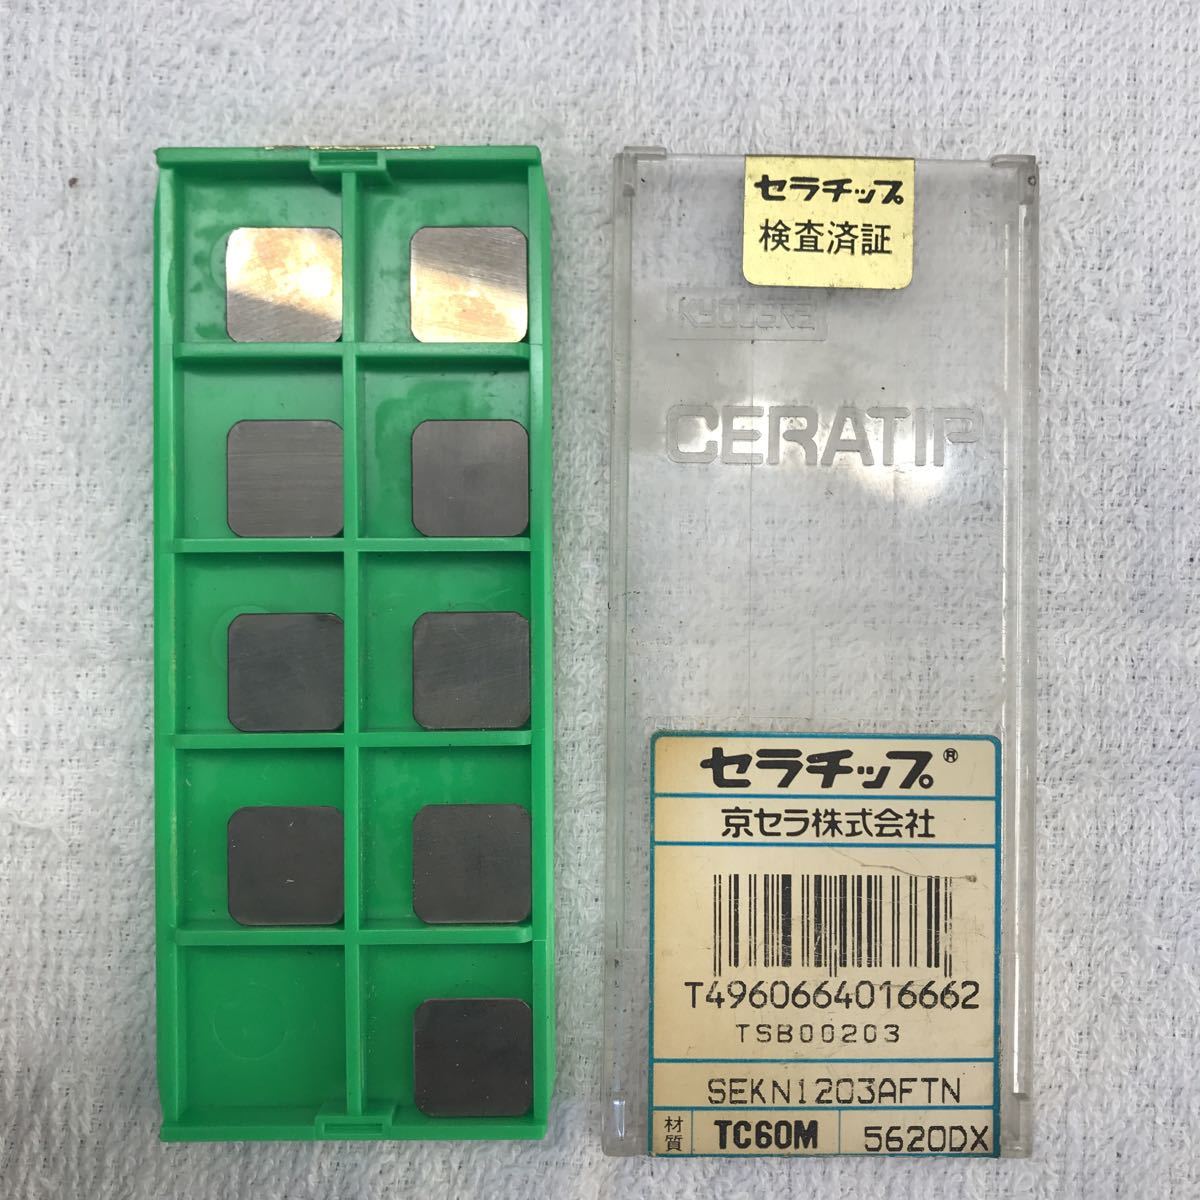 セラチップ
検査済証
KYOCERA
CERATIP
セラチップ®
京セラ株式会社
T4960664016662
TSB00203
SEKN1203AFTN
材質 TC60M 5620DX